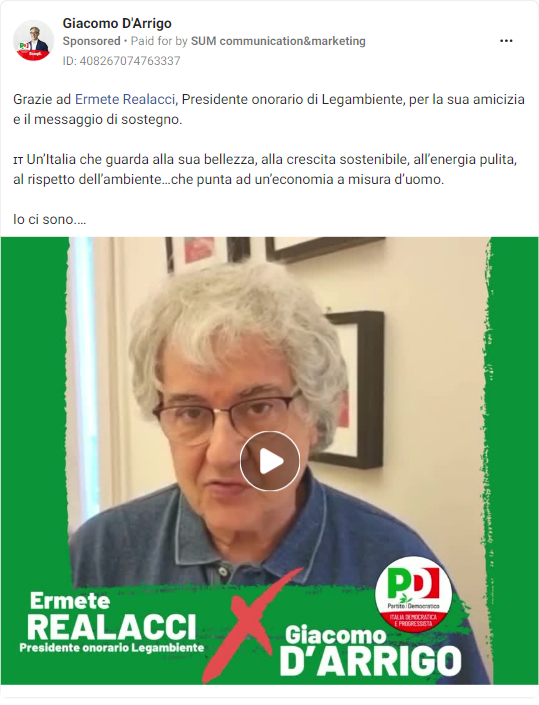 Giacomo D'Arrigo
Sponsored • Paid for by SUM communication&marketing
ID: 408267074763337
Grazie ad Ermete Realacci, Presidente onorario di Legambiente, per la sua amicizia
e il messaggio di sostegno.
IT Un'Italia che guarda alla sua bellezza, alla crescita sostenibile, all'energia pulita,
al rispetto dell'ambiente...che punta ad un'economia a misura d'uomo.
Io ci sono....
Ermete
REALACCI
Presidente onorario Legambiente
PD
Partito Democratico
ITALIA DEMOCRATICA
E PROGRESSISTA
Giacomo
D'ARRIGO